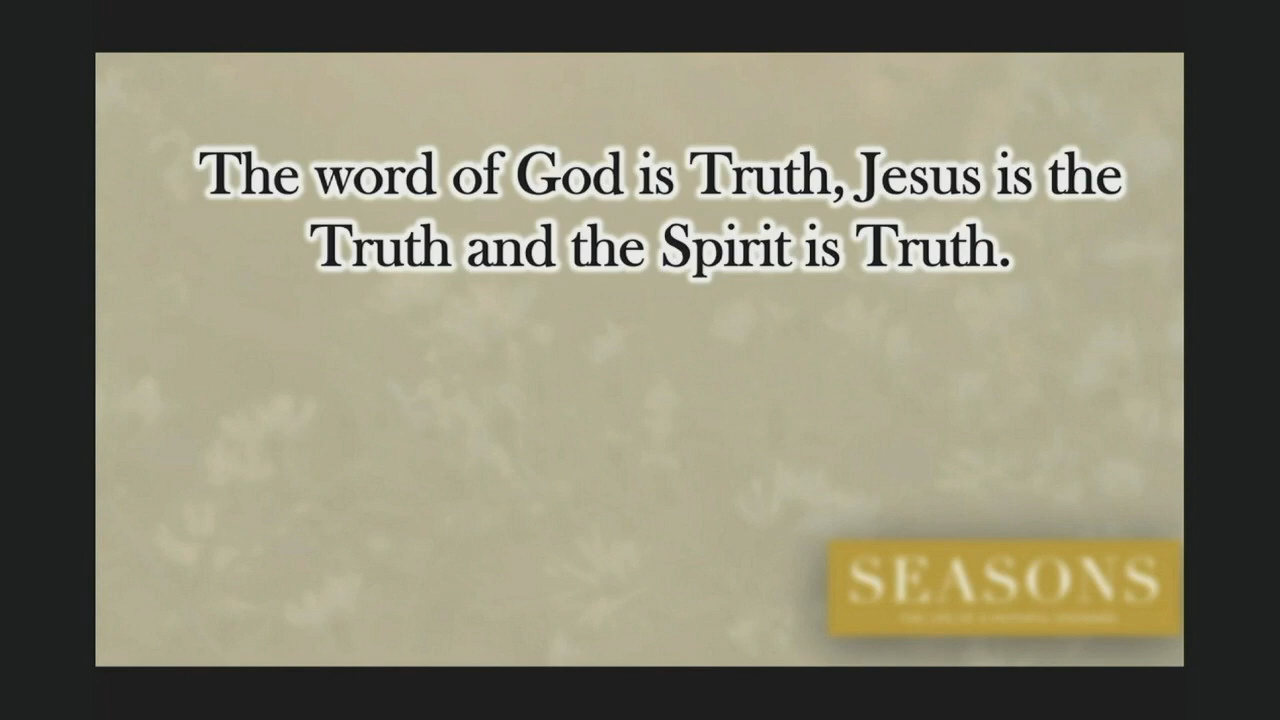 The word of God is Truth, Jesus is the
Truth and the Spirit is Truth.
SEASONS